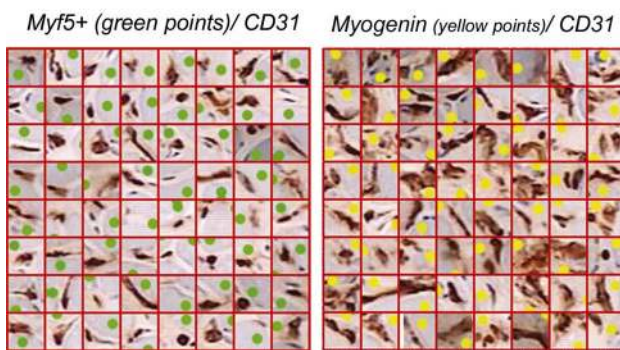 Myf5+ (green points)/ CD31
Myogenin (yellow points)/ CD31